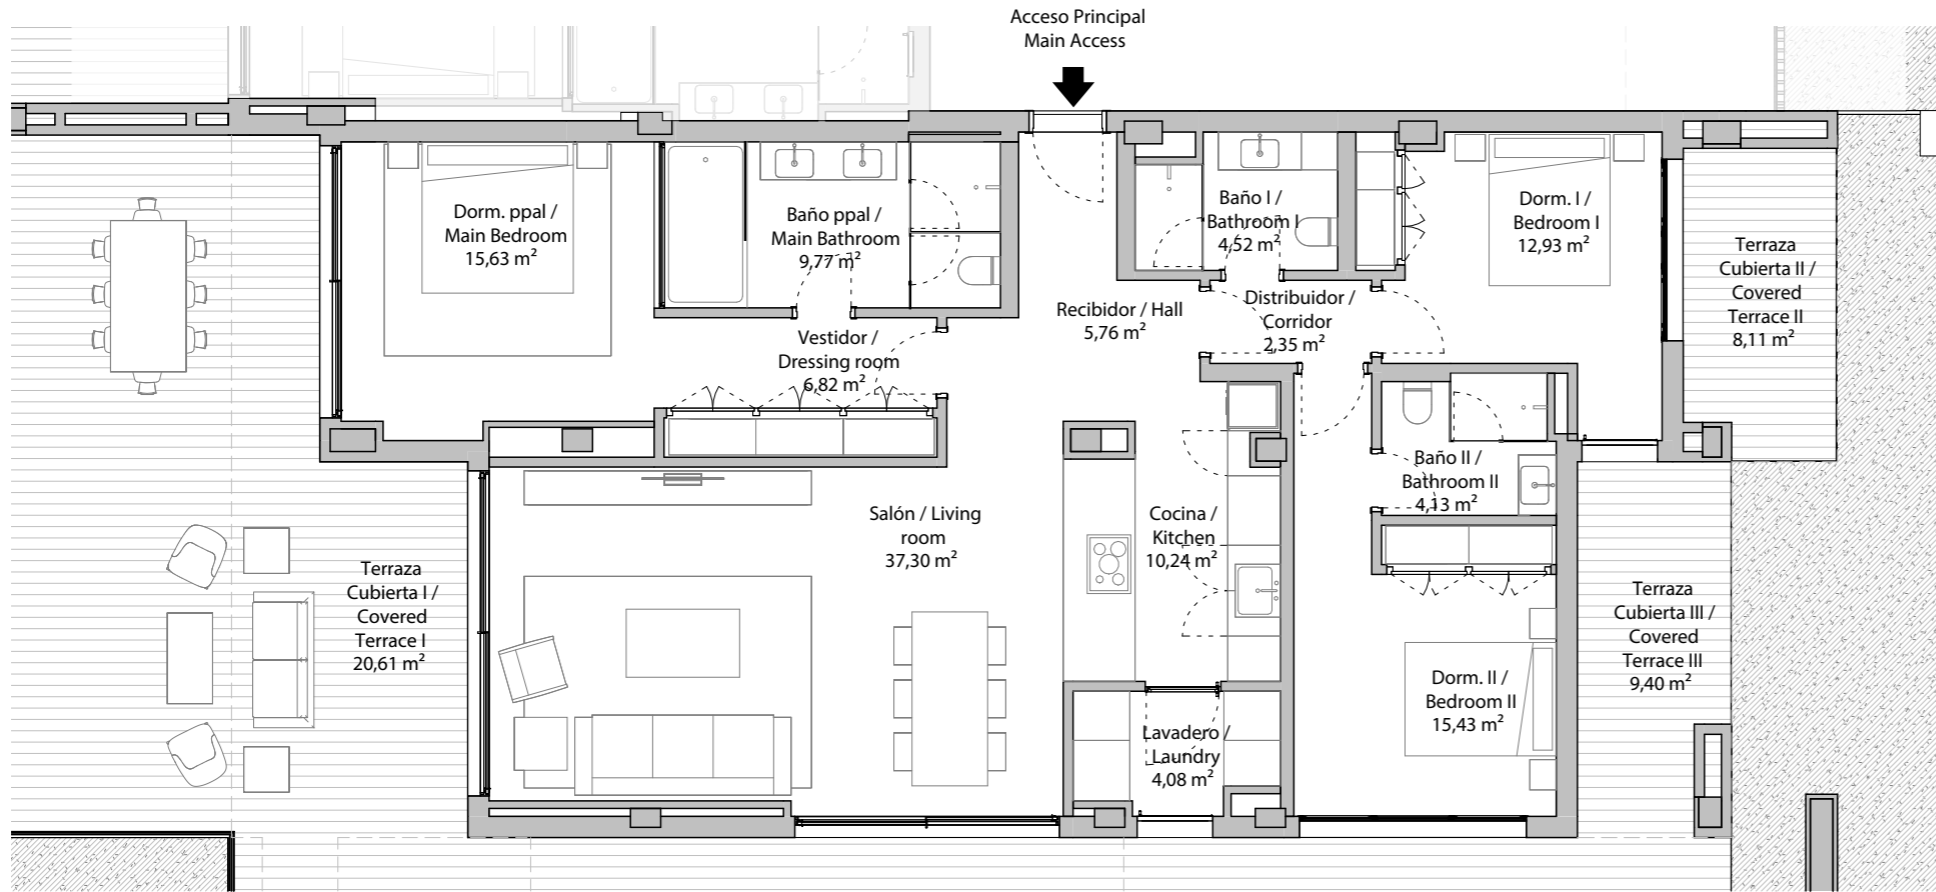 Acceso Principal
Main Access
Dorm. ppal /
Main Bedroom
15,63 m²
Baño ppal /
Main Bathroom
9,77 m²
Baño I /
Bathroom I
4,52 m²
Dorm. I /
Bedroom I
12,93 m²
Terraza
Cubierta II /
Covered
Terrace II
8,11 m²
Recibidor / Hall
5,76 m²
Distribuidor /
Corridor
2,35 m²
Vestidor /
Dressing room
6,82 m²
Baño II /
Bathroom II
4,13 m²
Salón / Living
room
37,30 m²
Cocina /
Kitchen
10,24 m²
Terraza
Cubierta I /
Covered
Terrace I
20,61 m²
Terraza
Cubierta III /
Covered
Terrace III
9,40 m²
Dorm. II /
Bedroom II
15,43 m²
Lavadero /
Laundry
4,08 m²